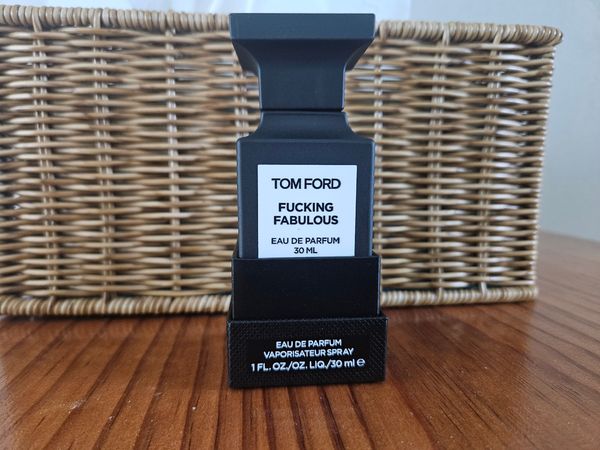 TOM FORD
FUCKING
FABULOUS
EAU DE PARFUM
30 ML
EAU DE PARFUM
VAPORISATEUR SPRAY
1 FL. OZ./OZ. LIQ./30 ml ℮